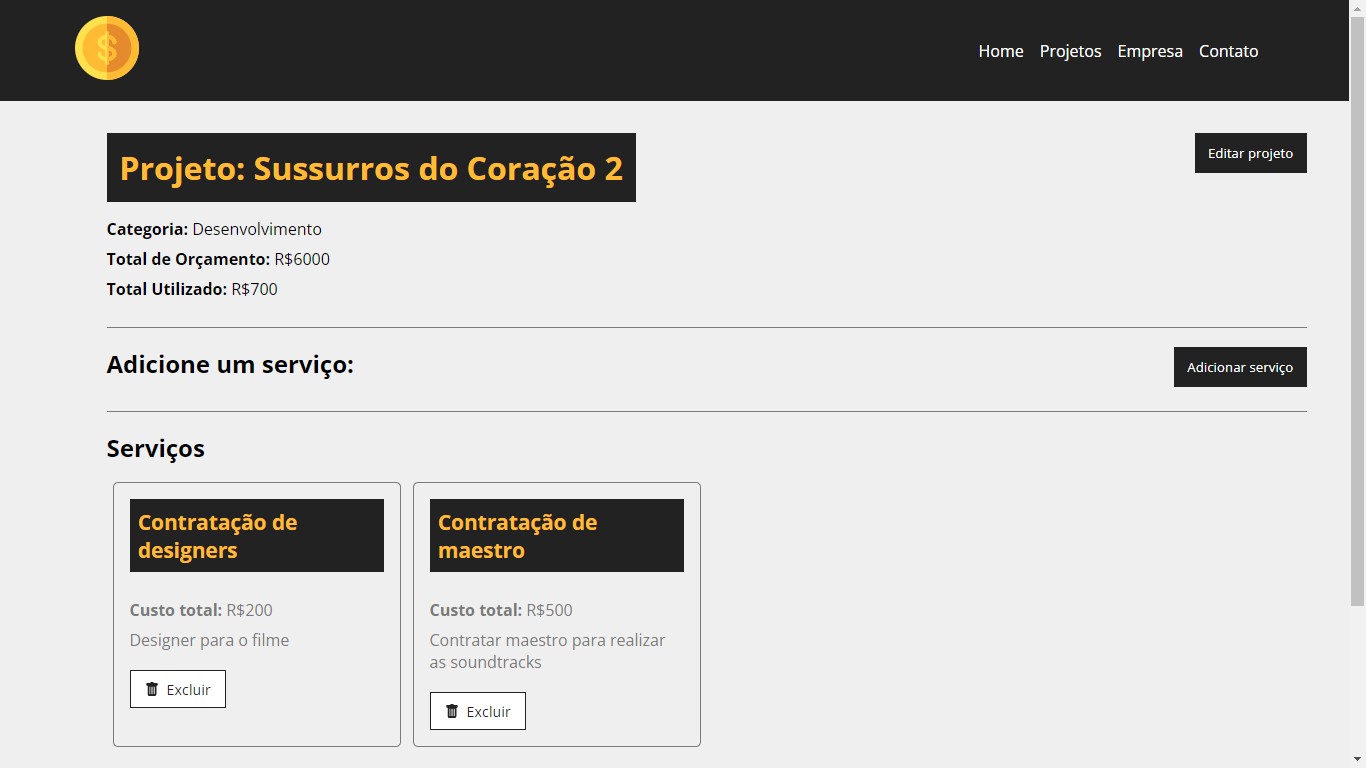 $
Home Projetos Empresa Contato
Projeto: Sussurros do Coração 2
Editar projeto
Categoria: Desenvolvimento
Total de Orçamento: R$6000
Total Utilizado: R$700
Adicione um serviço:
Adicionar serviço
Serviços
Contratação de
designers
Custo total: R$200
Designer para o filme
Excluir
Contratação de
maestro
Custo total: R$500
Contratar maestro para realizar
as soundtracks
Excluir